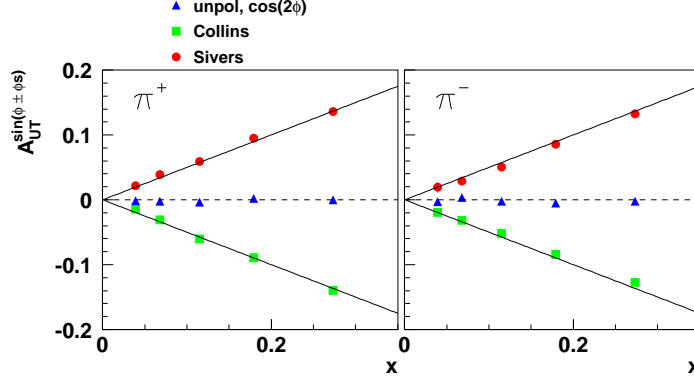 unpol, cos(2ϕ)
Collins
Sivers
A_UT^sin(ϕ ± ϕs)
0.2
0.1
0
-0.1
-0.2
π+
π−
0
0.2
x
0.2
x